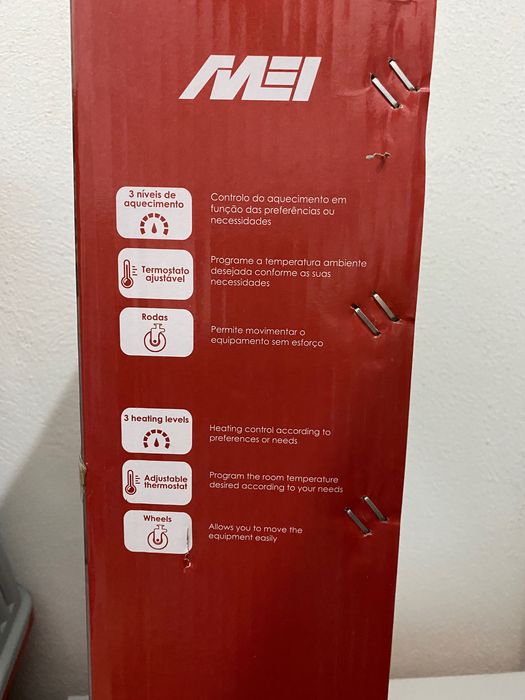 MEI
3 níveis de
aquecimento
Controlo do aquecimento em
função das preferências ou
necessidades
Termostato
ajustável
Programe a temperatura ambiente
desejada conforme as suas
necessidades
Rodas
Permite movimentar o
equipamento sem esforço
3 heating levels
Heating control according to
preferences or needs
Adjustable
thermostat
Program the room temperature
desired according to your needs
Wheels
Allows you to move the
equipment easily